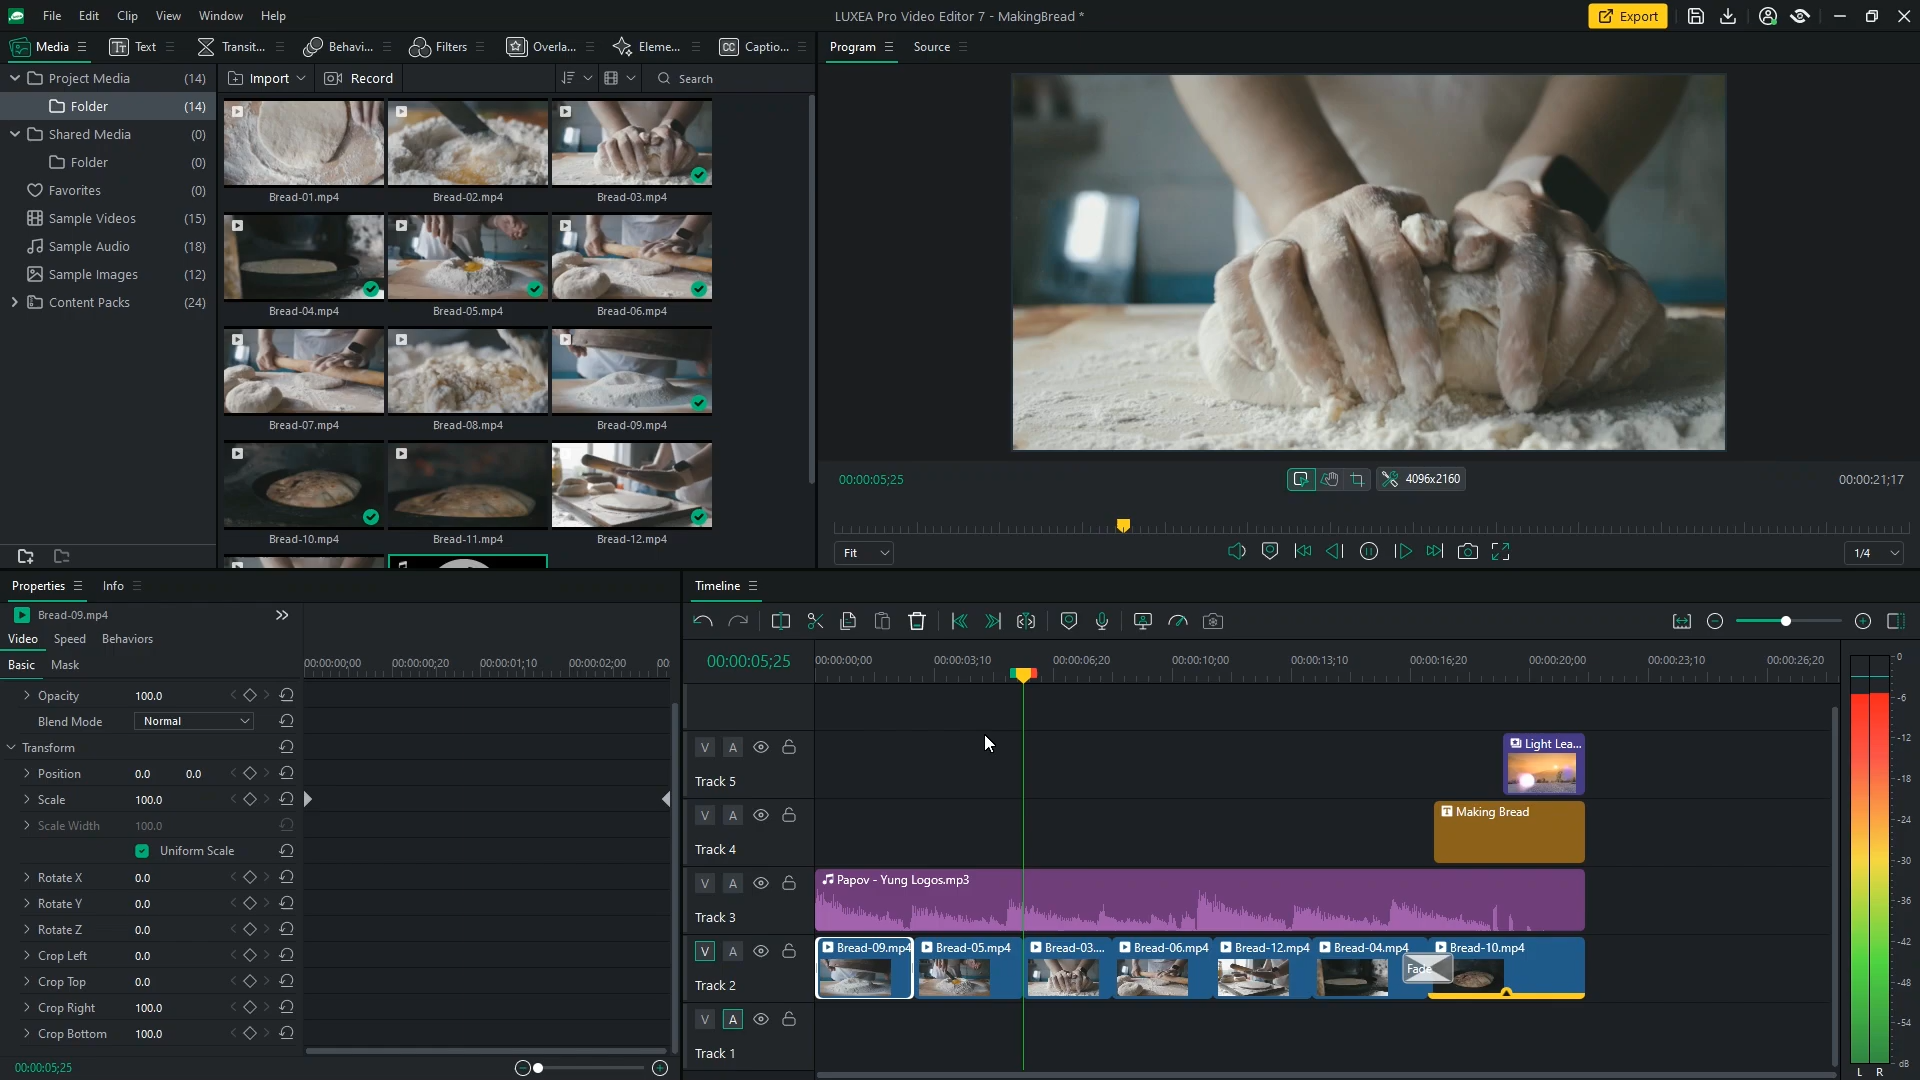 File Edit Clip View Window Help
LUXEA Pro Video Editor 7 - MakingBread *
Export
Media Text Transit... Behavi... Filters Overla... Eleme... CC Captio...
Program Source
Project Media (14)
Folder (14)
Shared Media (0)
Folder (0)
Favorites (0)
Sample Videos (15)
Sample Audio (18)
Sample Images (12)
Content Packs (24)
Import Record Search
Bread-01.mp4 Bread-02.mp4 Bread-03.mp4
Bread-04.mp4 Bread-05.mp4 Bread-06.mp4
Bread-07.mp4 Bread-08.mp4 Bread-09.mp4
Bread-10.mp4 Bread-11.mp4 Bread-12.mp4
00:00:05;25 4096x2160 00:00:21;17
Fit 1/4
Properties Info
Bread-09.mp4
Video Speed Behaviors
Basic Mask
00:00:00;00 00:00:00;20 00:00:01;10 00:00:02;00 00
Opacity 100.0
Blend Mode Normal
Transform
Position 0.0 0.0
Scale 100.0
Scale Width 100.0
Uniform Scale
Rotate X 0.0
Rotate Y 0.0
Rotate Z 0.0
Crop Left 0.0
Crop Top 0.0
Crop Right 100.0
Crop Bottom 100.0
00:00:05;25
Timeline
00:00:05;25 00:00:00;00 00:00:03;10 00:00:06;20 00:00:10;00 00:00:13;10 00:00:16;20 00:00:20;00 00:00:23;10 00:00:26;20
V A
Track 5
Light Lea...
V A
Track 4
Making Bread
V A
Track 3
Papov - Yung Logos.mp3
V A
Track 2
Bread-09.mp4 Bread-05.mp4 Bread-03.... Bread-06.mp4 Bread-12.mp4 Bread-04.mp4 Bread-10.mp4
Fade
V A
Track 1
0
-6
-12
-18
-24
-30
-36
-42
-48
-54
dB
L R